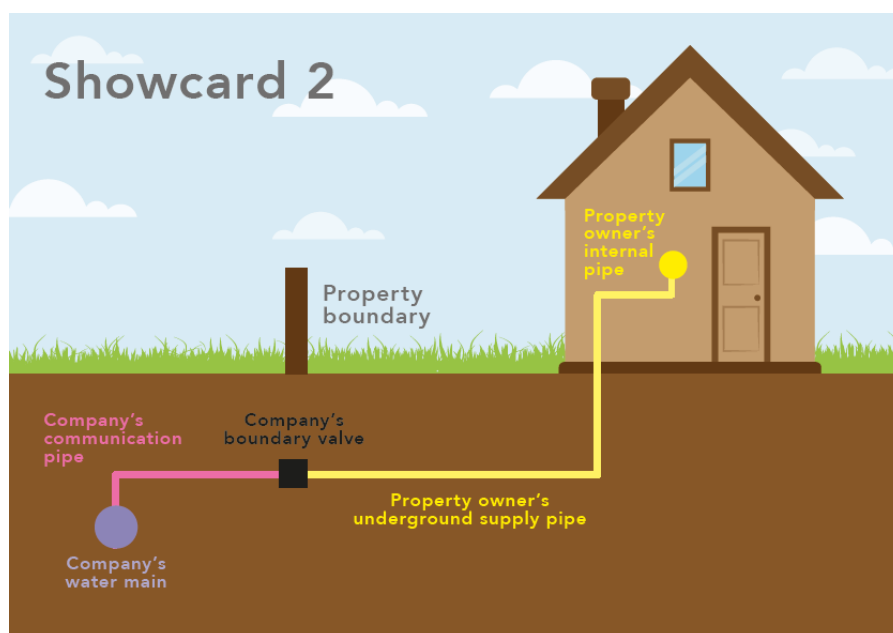 Showcard 2
Property
owner's
internal
pipe
Property
boundary
Company's
communication
pipe
Company's
boundary valve
Property owner's
underground supply pipe
Company's
water main